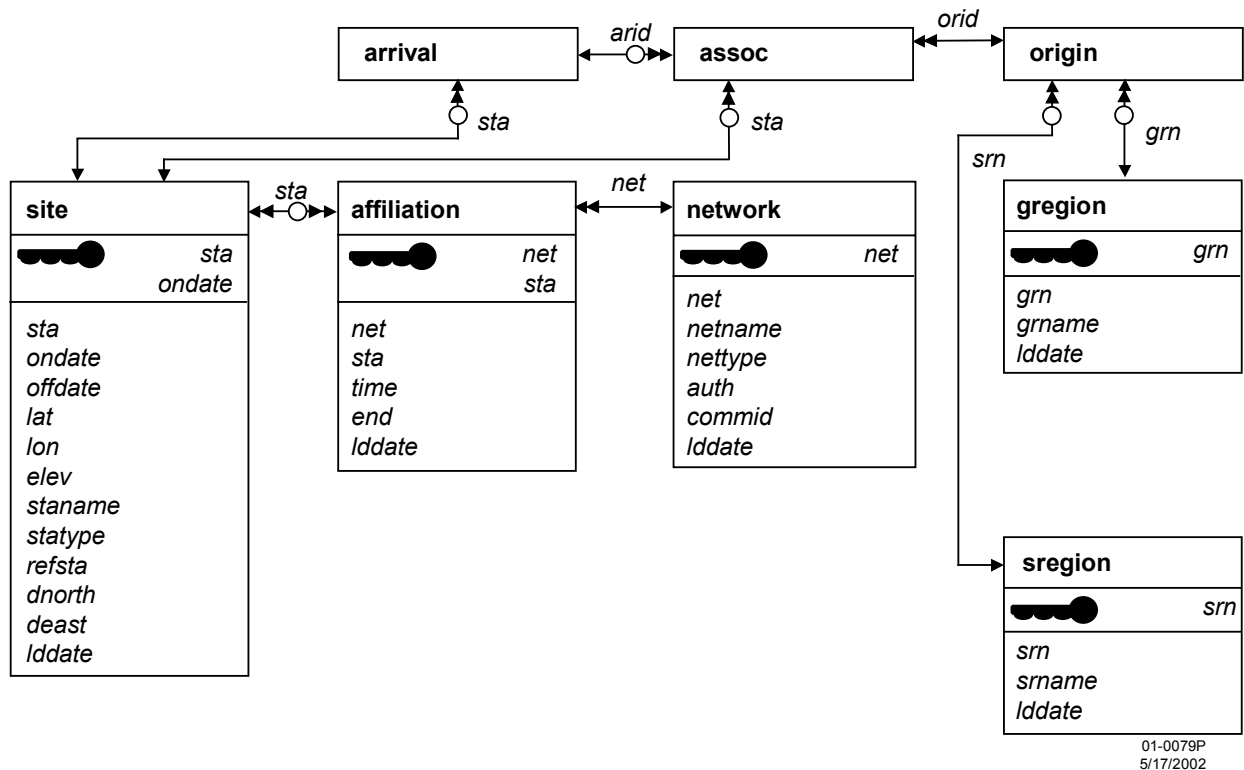 arid
orid
arrival
assoc
origin
sta
sta
srn
grn
site
sta
ondate
sta
ondate
offdate
lat
lon
elev
staname
statype
refsta
dnorth
deast
lddate
sta
affiliation
net
sta
net
sta
time
end
lddate
net
network
net
net
netname
nettype
auth
commid
lddate
gregion
grn
grn
grname
lddate
sregion
srn
srn
srname
lddate
01-0079P
5/17/2002